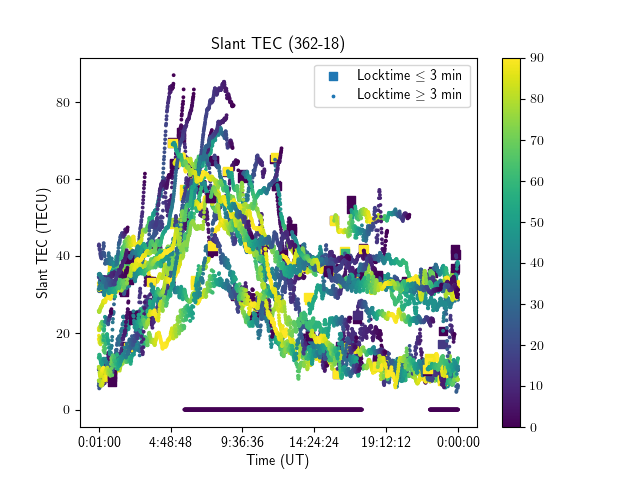 Slant TEC (362-18)
Locktime ≤ 3 min
Locktime ≥ 3 min
Slant TEC (TECU)
80
60
40
20
0
0:01:00 4:48:48 9:36:36 14:24:24 19:12:12 0:00:00
Time (UT)
90
80
70
60
50
40
30
20
10
0